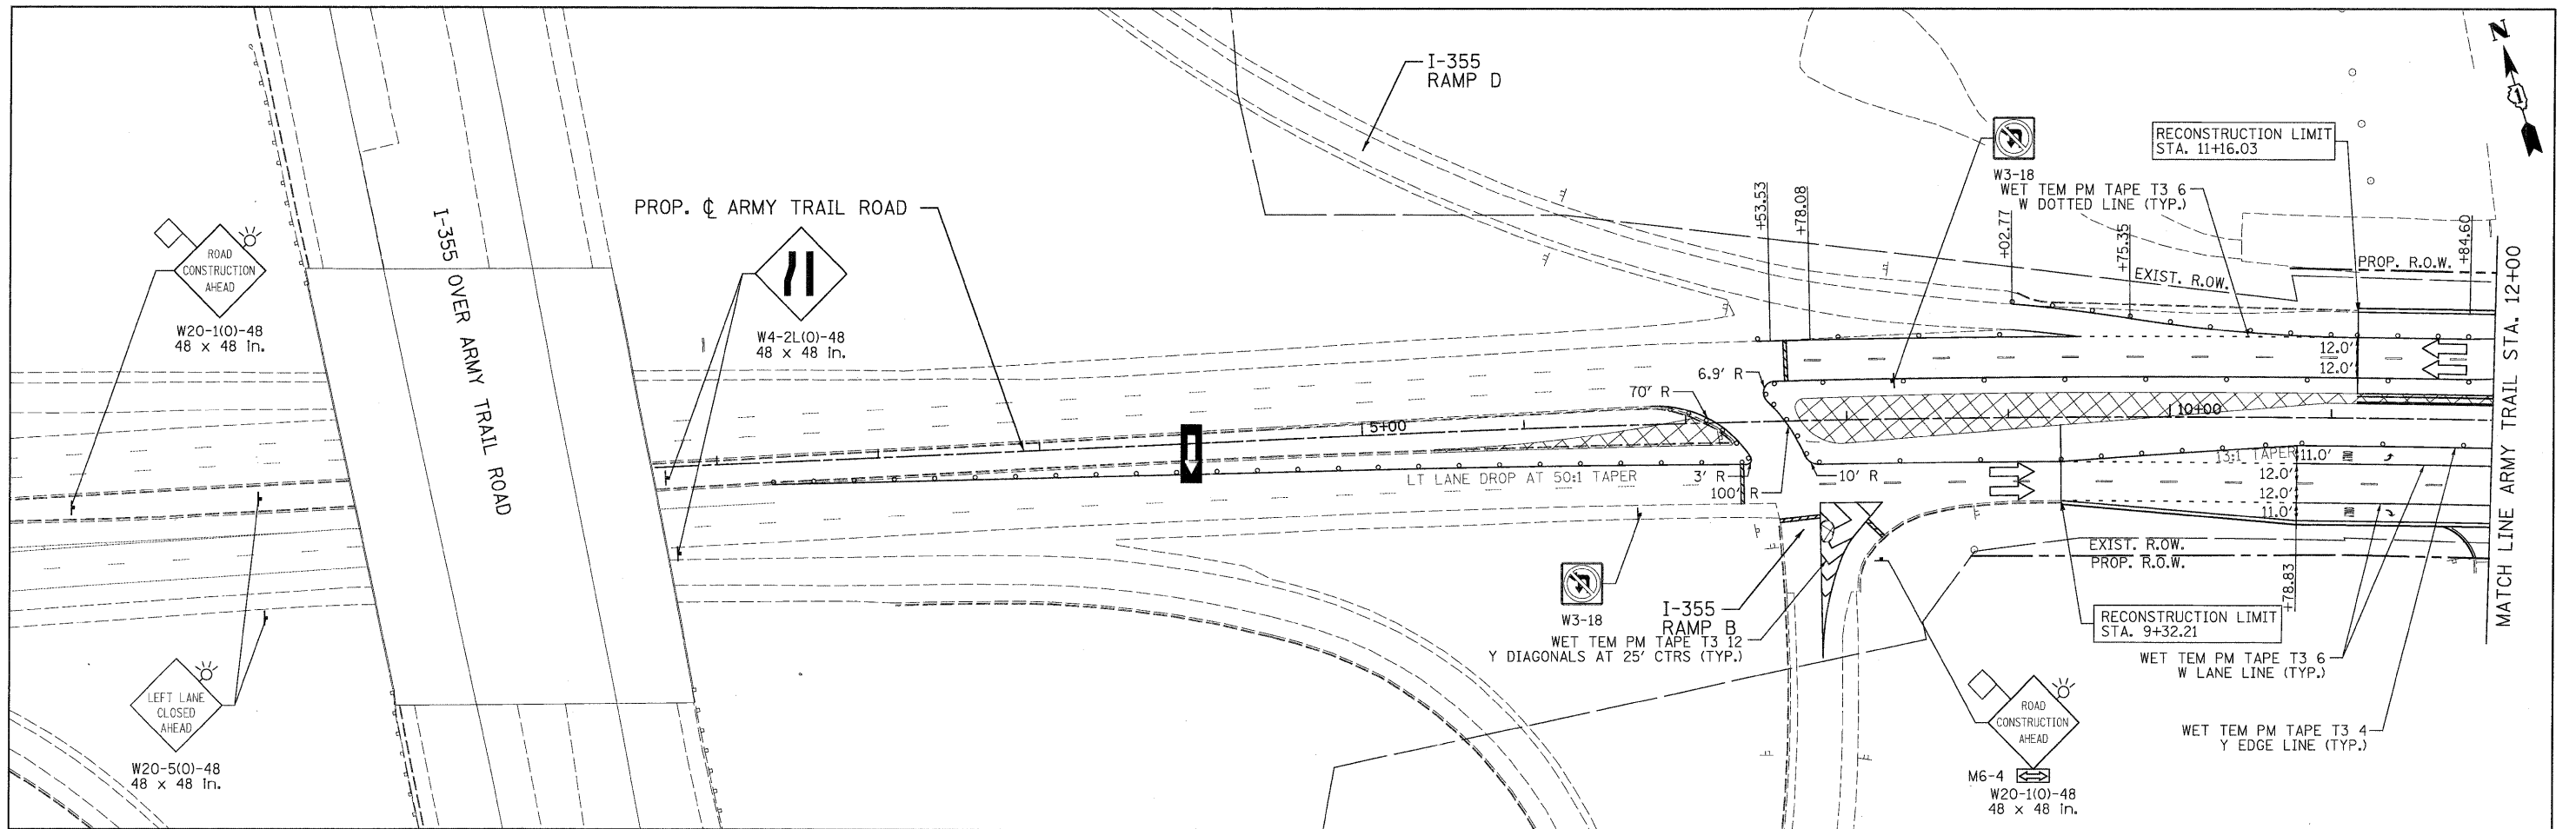 I-355
RAMP D
N
1
RECONSTRUCTION LIMIT
STA. 11+16.03
W3-18
WET TEM PM TAPE T3 6
W DOTTED LINE (TYP.)
+53.53
+78.08
+02.77
+75.35
+84.60
PROP. R.O.W.
EXIST. R.O.W.
PROP. ℄ ARMY TRAIL ROAD
ROAD
CONSTRUCTION
AHEAD
W20-1(O)-48
48 x 48 in.
I-355 OVER ARMY TRAIL ROAD
W4-2L(O)-48
48 x 48 in.
MATCH LINE ARMY TRAIL STA. 12+00
12.0'
12.0'
6.9' R
70' R
5+00
10+00
LT LANE DROP AT 50:1 TAPER
3' R
100' R
10' R
13:1 TAPER
11.0'
12.0'
12.0'
11.0'
EXIST. R.O.W.
PROP. R.O.W.
+78.83
W3-18
I-355
RAMP B
WET TEM PM TAPE T3 12
Y DIAGONALS AT 25' CTRS (TYP.)
RECONSTRUCTION LIMIT
STA. 9+32.21
WET TEM PM TAPE T3 6
W LANE LINE (TYP.)
LEFT LANE
CLOSED
AHEAD
W20-5(O)-48
48 x 48 in.
ROAD
CONSTRUCTION
AHEAD
M6-4
W20-1(O)-48
48 x 48 in.
WET TEM PM TAPE T3 4
Y EDGE LINE (TYP.)